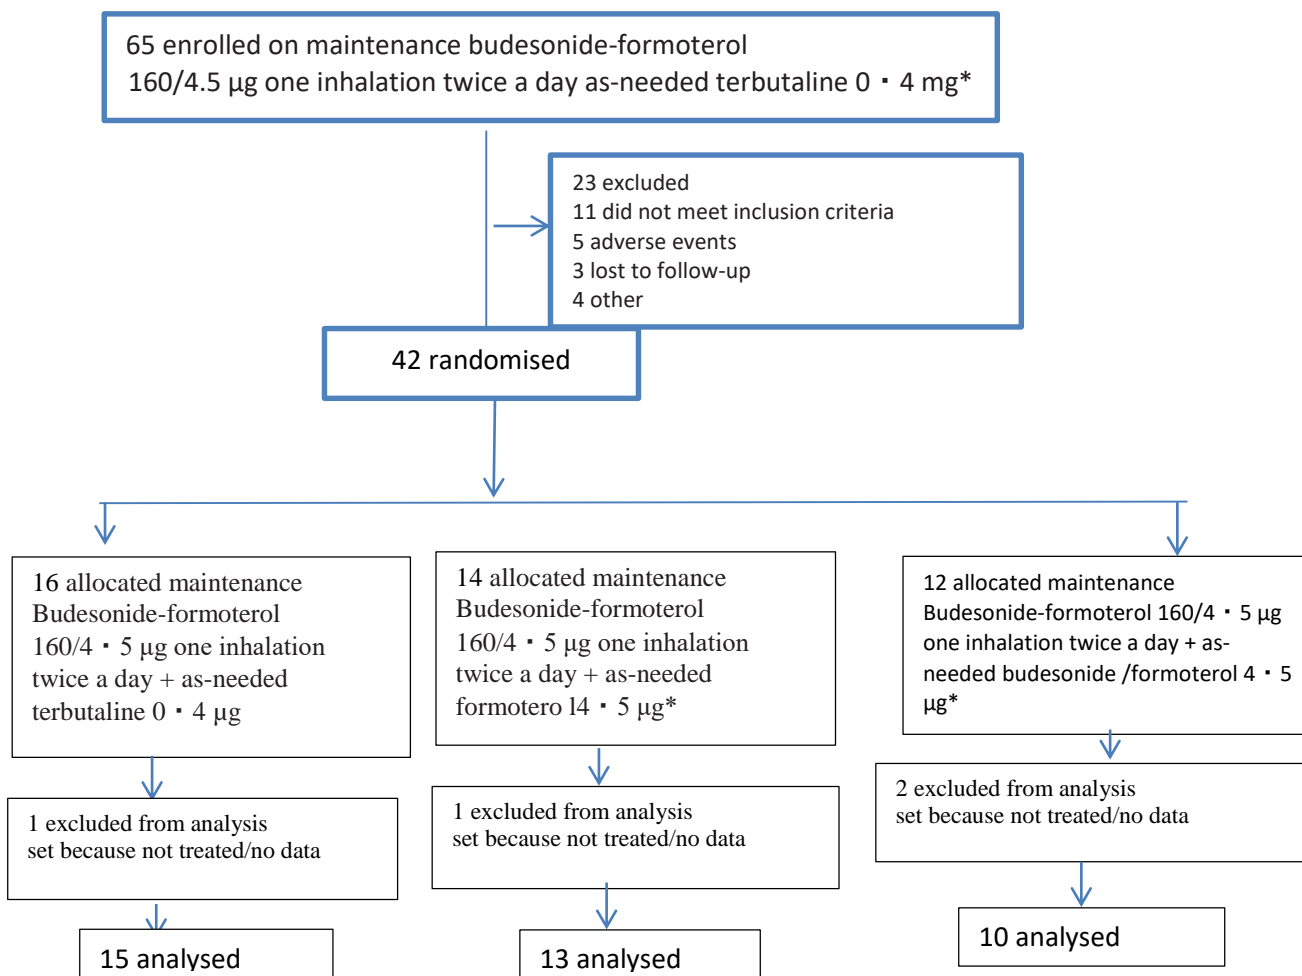 65 enrolled on maintenance budesonide-formoterol
160/4.5 µg one inhalation twice a day as-needed terbutaline 0・4 mg*
23 excluded
11 did not meet inclusion criteria
5 adverse events
3 lost to follow-up
4 other
42 randomised
16 allocated maintenance
Budesonide-formoterol
160/4・5 µg one inhalation
twice a day + as-needed
terbutaline 0・4 µg
14 allocated maintenance
Budesonide-formoterol
160/4・5 µg one inhalation
twice a day + as-needed
formotero l4・5 µg*
12 allocated maintenance
Budesonide-formoterol 160/4・5 µg
one inhalation twice a day + as-
needed budesonide /formoterol 4・5
µg*
1 excluded from analysis
set because not treated/no data
1 excluded from analysis
set because not treated/no data
2 excluded from analysis
set because not treated/no data
15 analysed
13 analysed
10 analysed